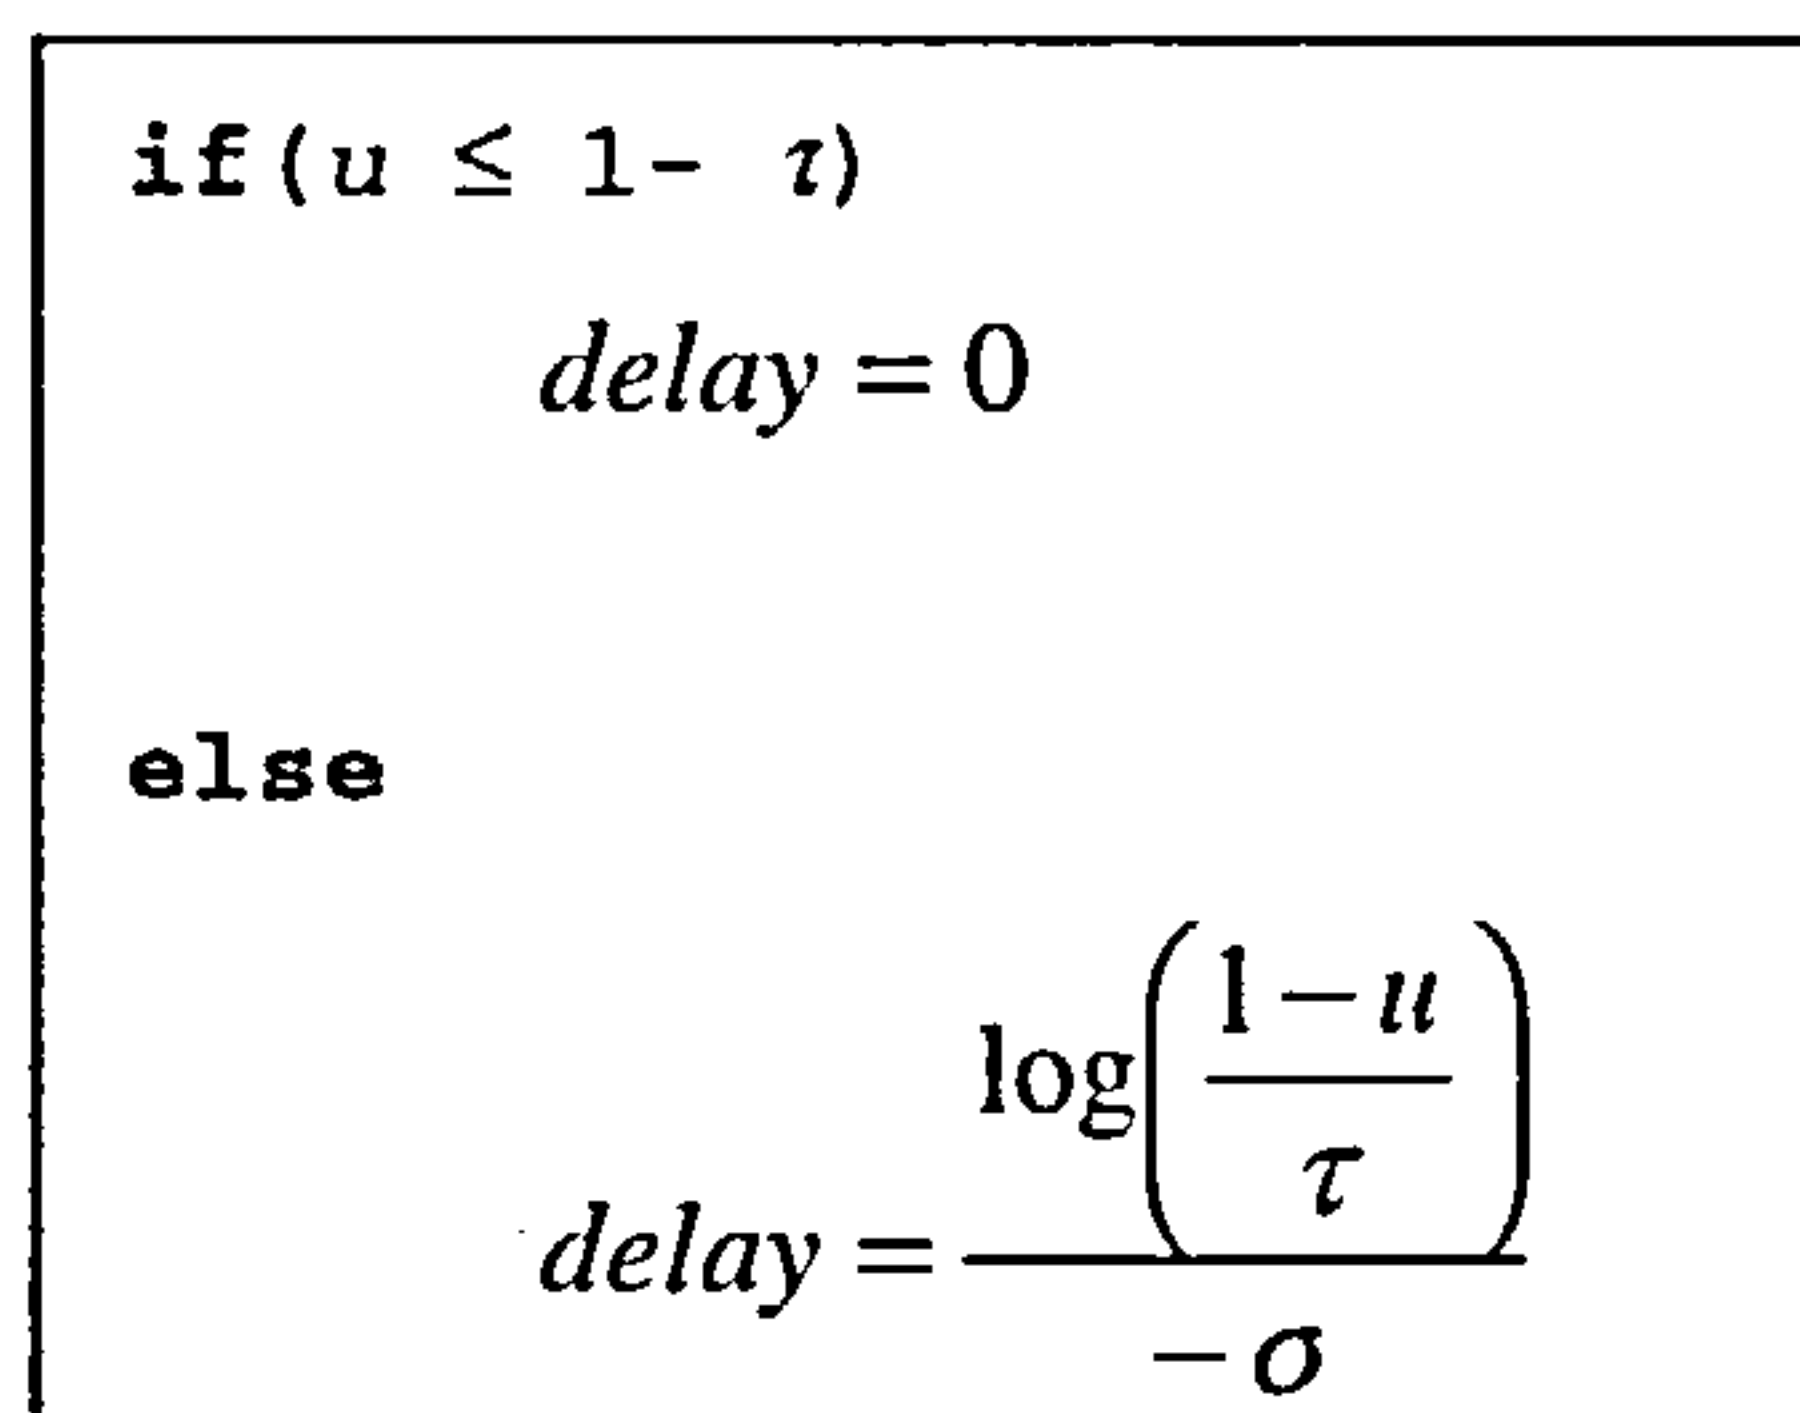 if(u ≤ 1- τ)
delay = 0
else
delay = log((1 − u)/τ)/(−σ)